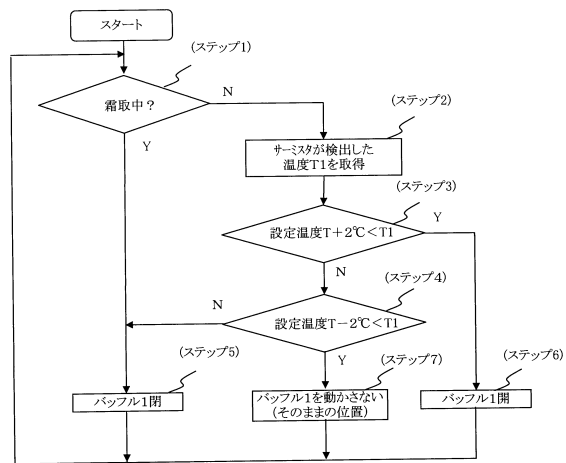 スタート
(ステップ1)
霜取中？
N
Y
(ステップ2)
サーミスタが検出した
温度T1を取得
(ステップ3)
設定温度T＋2℃＜T1
Y
N
(ステップ4)
設定温度T－2℃＜T1
N
Y
(ステップ5)
バッフル1閉
(ステップ7)
バッフル1を動かさない
(そのままの位置)
(ステップ6)
バッフル1開